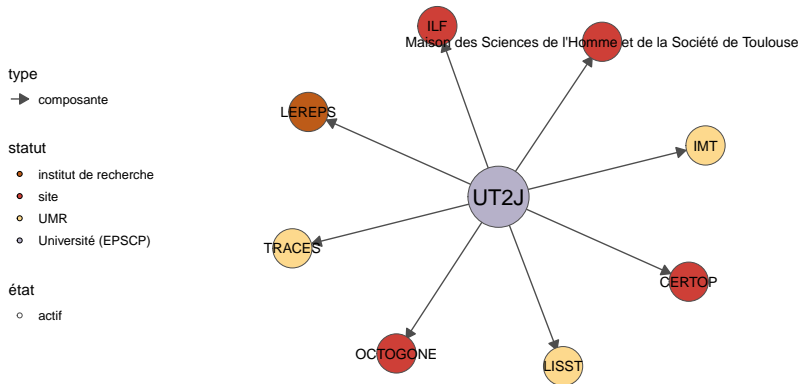 ILF
Maison des Sciences de l'Homme et de la Société de Toulouse
type
composante
LEREPS
IMT
statut
institut de recherche
site
UMR
Université (EPSCP)
UT2J
TRACES
CERTOP
état
actif
OCTOGONE
LISST